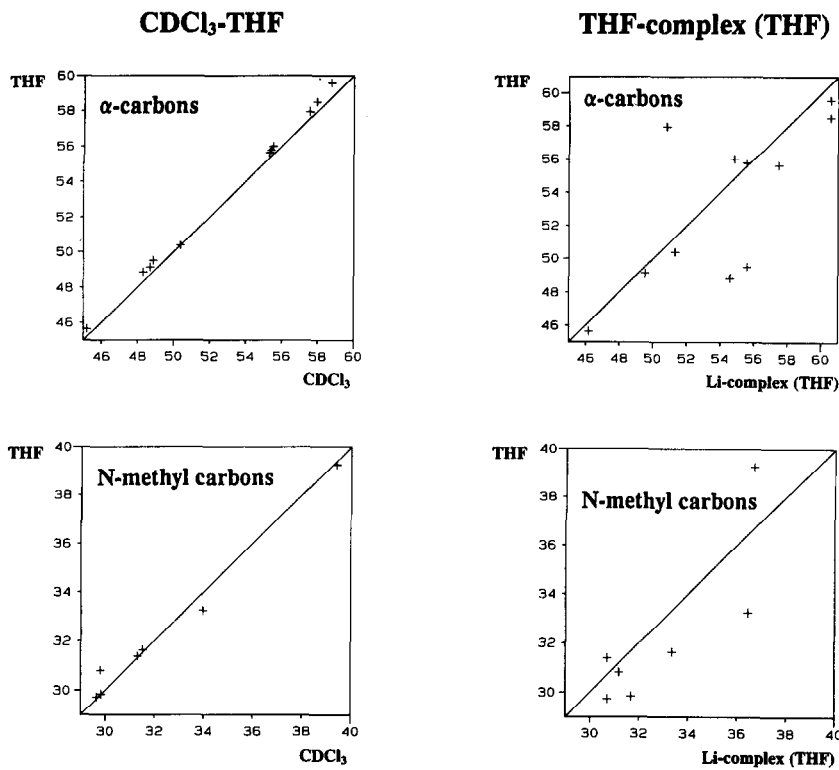 CDCl₃-THF
THF-complex (THF)
THF
α-carbons
60
58
56
54
52
50
48
46
46 48 50 52 54 56 58 60
CDCl₃
THF
α-carbons
60
58
56
54
52
50
48
46
46 48 50 52 54 56 58 60
Li-complex (THF)
THF
N-methyl carbons
40
38
36
34
32
30
30 32 34 36 38 40
CDCl₃
THF
N-methyl carbons
40
38
36
34
32
30
30 32 34 36 38 40
Li-complex (THF)